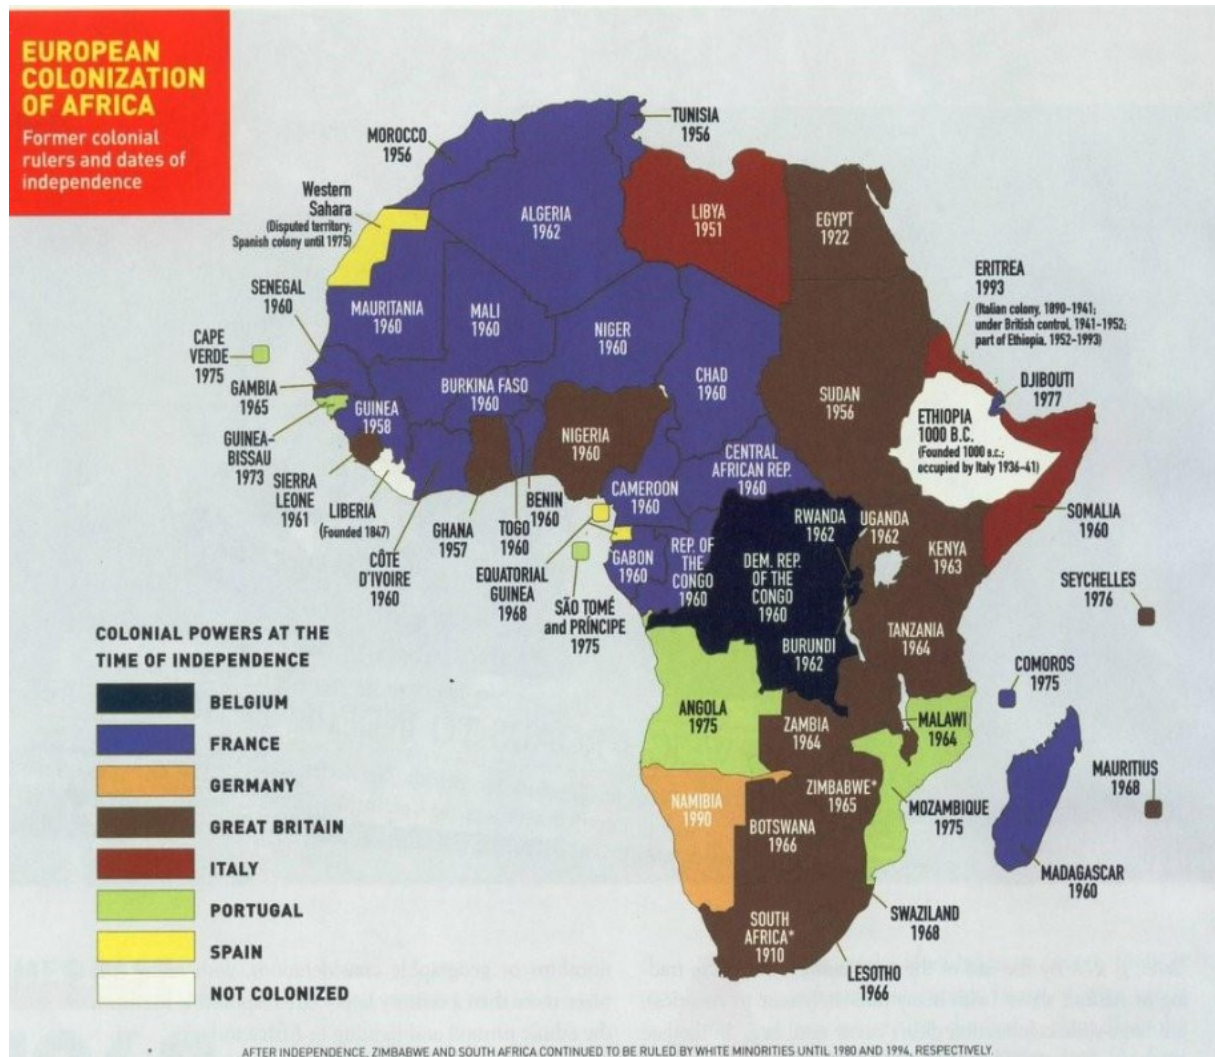 EUROPEAN
COLONIZATION
OF AFRICA
Former colonial
rulers and dates of
independence
TUNISIA
1956
MOROCCO
1956
Western
Sahara
(Disputed territory;
Spanish colony until 1975)
ALGERIA
1962
LIBYA
1951
EGYPT
1922
SENEGAL
1960
MAURITANIA
1960
MALI
1960
NIGER
1960
CHAD
1960
SUDAN
1956
ERITREA
1993
(Italian colony, 1890–1941;
under British control, 1941–1952;
part of Ethiopia, 1952–1993)
DJIBOUTI
1977
CAPE
VERDE
1975
GAMBIA
1965
BURKINA FASO
1960
GUINEA
1958
GUINEA-
BISSAU
1973
SIERRA
LEONE
1961
LIBERIA
(Founded 1847)
CÔTE
D'IVOIRE
1960
GHANA
1957
TOGO
1960
BENIN
1960
NIGERIA
1960
CAMEROON
1960
CENTRAL
AFRICAN REP.
1960
ETHIOPIA
1000 B.C.
(Founded 1000 B.C.;
occupied by Italy 1936–41)
SOMALIA
1960
EQUATORIAL
GUINEA
1968
SÃO TOMÉ
and PRÍNCIPE
1975
GABON
1960
REP. OF
THE
CONGO
1960
DEM. REP.
OF THE
CONGO
1960
RWANDA
1962
UGANDA
1962
KENYA
1963
BURUNDI
1962
TANZANIA
1964
SEYCHELLES
1976
COMOROS
1975
ANGOLA
1975
ZAMBIA
1964
MALAWI
1964
MOZAMBIQUE
1975
ZIMBABWE*
1965
NAMIBIA
1990
BOTSWANA
1966
MAURITIUS
1968
MADAGASCAR
1960
SWAZILAND
1968
SOUTH
AFRICA*
1910
LESOTHO
1966
COLONIAL POWERS AT THE
TIME OF INDEPENDENCE
BELGIUM
FRANCE
GERMANY
GREAT BRITAIN
ITALY
PORTUGAL
SPAIN
NOT COLONIZED
* AFTER INDEPENDENCE, ZIMBABWE AND SOUTH AFRICA CONTINUED TO BE RULED BY WHITE MINORITIES UNTIL 1980 AND 1994, RESPECTIVELY.